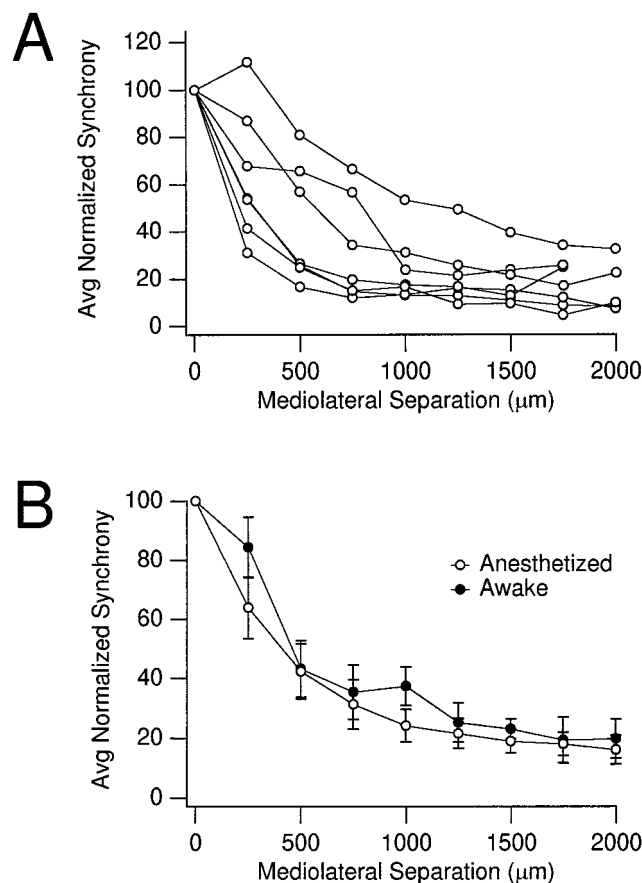 A
Avg Normalized Synchrony
120
100
80
60
40
20
0
0 500 1000 1500 2000
Mediolateral Separation (μm)
B
Avg Normalized Synchrony
100
80
60
40
20
0
Anesthetized
Awake
0 500 1000 1500 2000
Mediolateral Separation (μm)